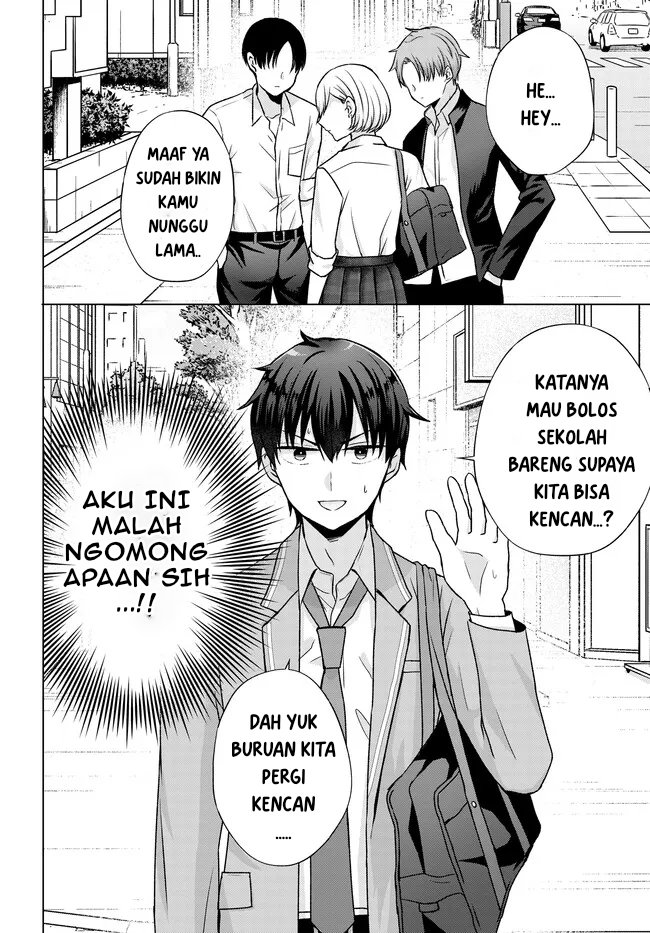 HE...
HEY...
MAAF YA
SUDAH BIKIN
KAMU
NUNGGU
LAMA..
KATANYA
MAU BOLOS
SEKOLAH
BARENG SUPAYA
KITA BISA
KENCAN...?
AKU INI
MALAH
NGOMONG
APAAN SIH
...!!
DAH YUK
BURUAN KITA
PERGI
KENCAN
.....